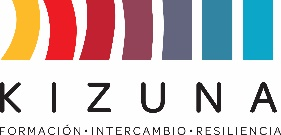 KIZUNA
FORMACIÓN · INTERCAMBIO · RESILIENCIA